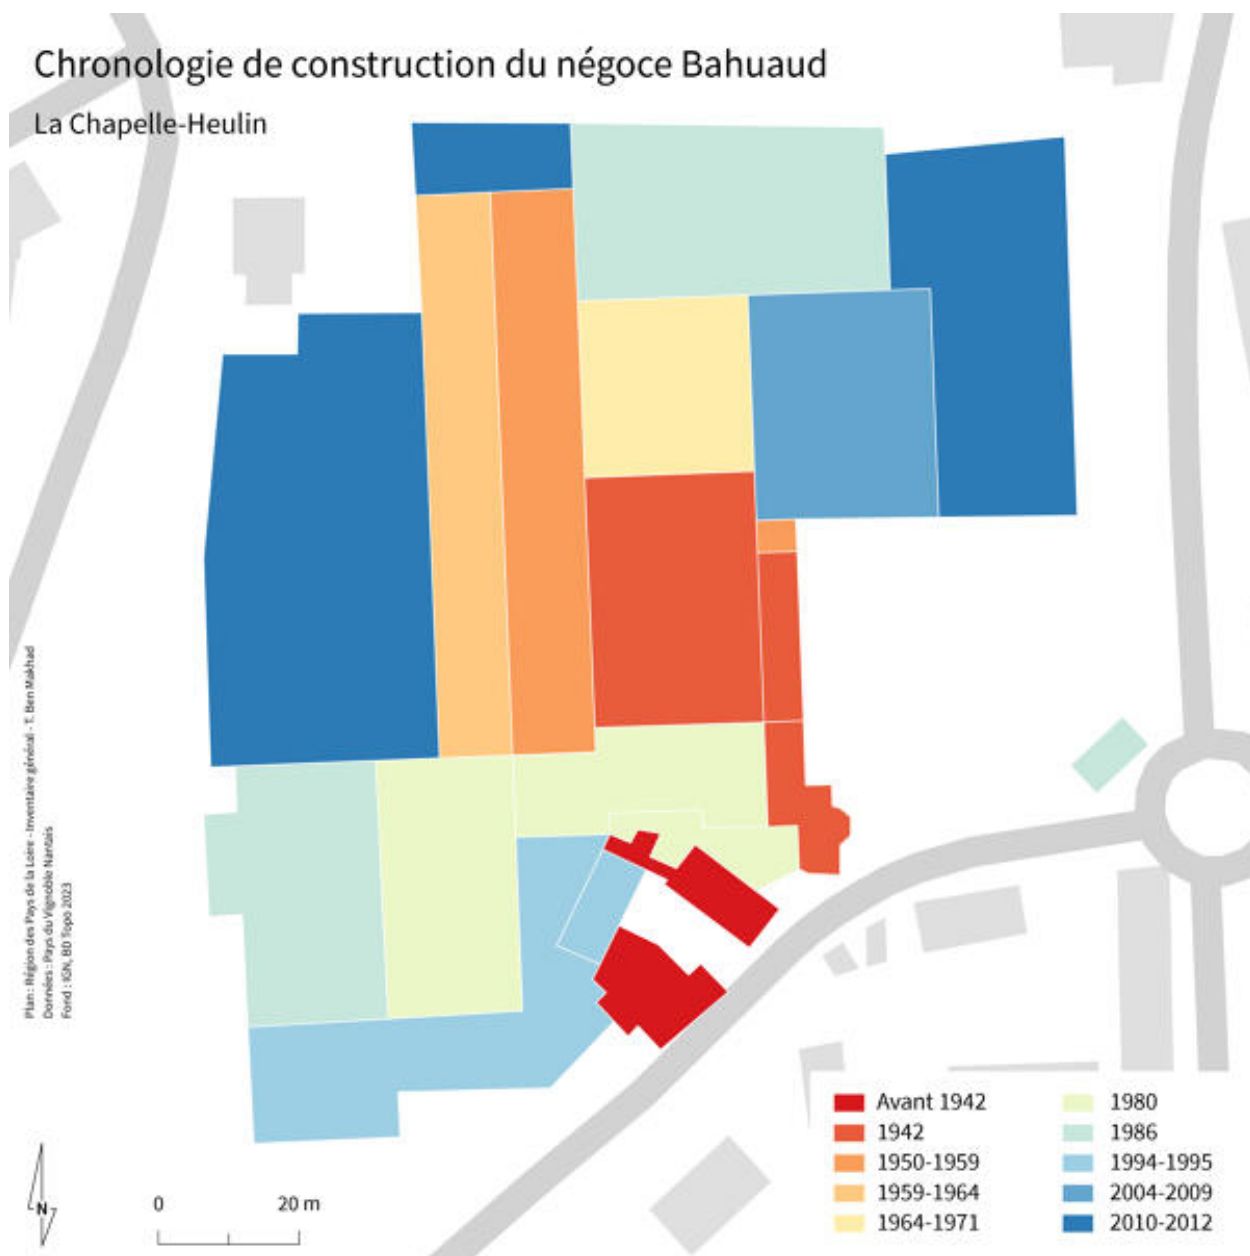 Chronologie de construction du négoce Bahuaud
La Chapelle-Heulin
Plan : Région des Pays de la Loire - Inventaire général - T. Ben Makhad
Données : Pays du Vignoble Nantais
Fond : IGN, BD Topo 2023
N
0 20 m
Avant 1942
1942
1950-1959
1959-1964
1964-1971
1980
1986
1994-1995
2004-2009
2010-2012